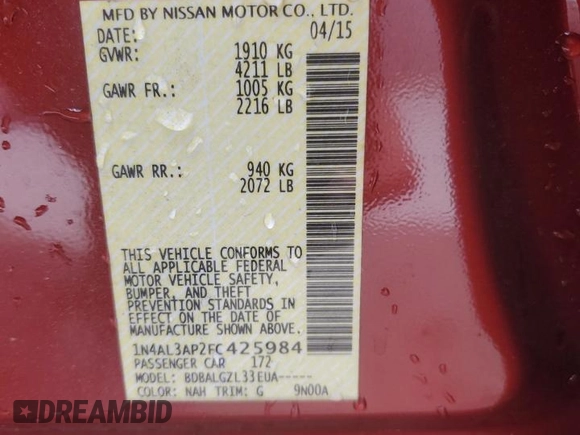 MFD BY NISSAN MOTOR CO., LTD.
DATE: 04/15
GVWR: 1910 KG
4211 LB
GAWR FR.: 1005 KG
2216 LB
GAWR RR.: 940 KG
2072 LB
THIS VEHICLE CONFORMS TO
ALL APPLICABLE FEDERAL
MOTOR VEHICLE SAFETY,
BUMPER, AND THEFT
PREVENTION STANDARDS IN
EFFECT ON THE DATE OF
MANUFACTURE SHOWN ABOVE.
1N4AL3AP2FC425984
PASSENGER CAR 172
MODEL: BDBALGZL33EUA-----
COLOR: NAH TRIM: G 9N00A
DREAMBID